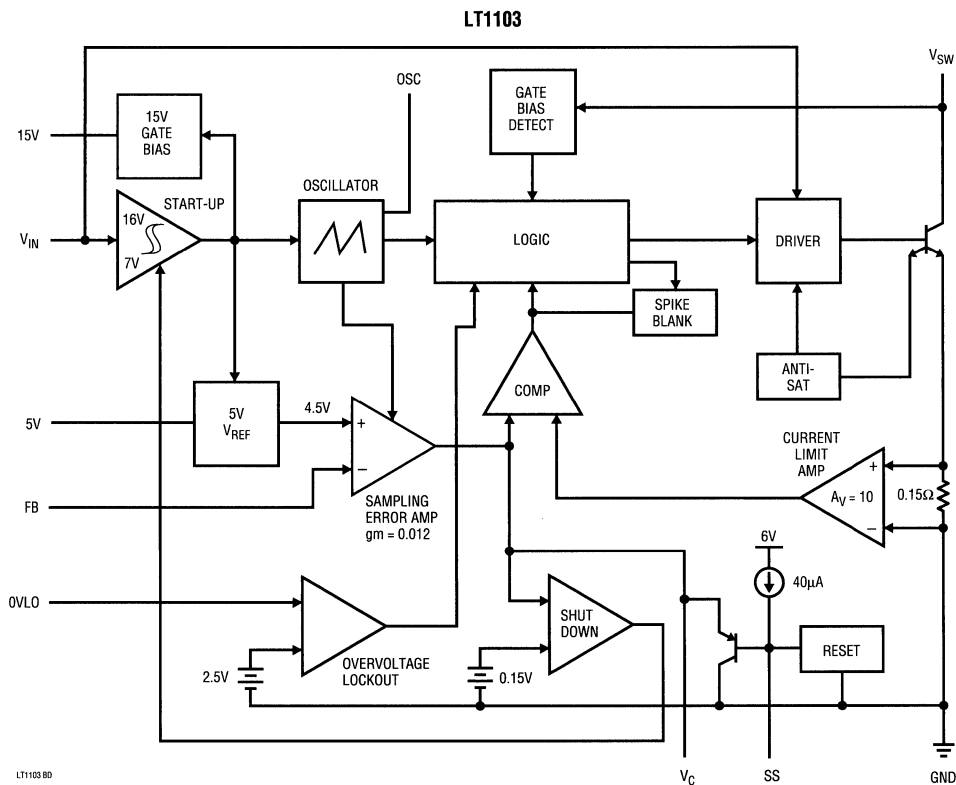 LT1103
V_SW
OSC
GATE
BIAS
DETECT
15V
15V
GATE
BIAS
OSCILLATOR
START-UP
16V
7V
V_IN
LOGIC
DRIVER
SPIKE
BLANK
ANTI-
SAT
COMP
5V
5V
V_REF
4.5V
+
−
FB
SAMPLING
ERROR AMP
gm = 0.012
CURRENT
LIMIT
AMP
+
A_V = 10
−
0.15Ω
6V
40µA
0VLO
SHUT
DOWN
RESET
OVERVOLTAGE
LOCKOUT
2.5V
0.15V
LT1103 BD
V_C
SS
GND